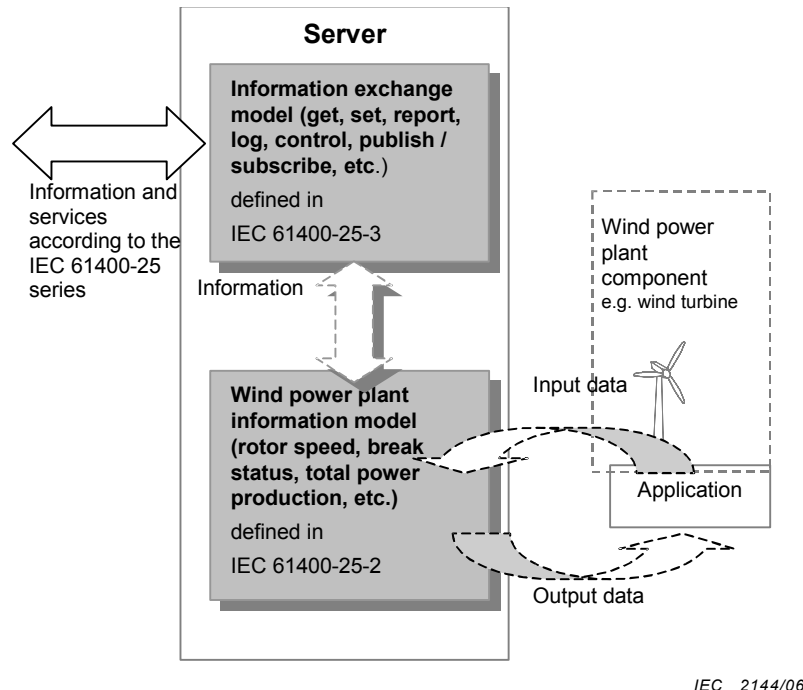 Server
Information exchange
model (get, set, report,
log, control, publish /
subscribe, etc.)
defined in
IEC 61400-25-3
Information and
services
according to the
IEC 61400-25
series
Information
Wind power
plant
component
e.g. wind turbine
Wind power plant
information model
(rotor speed, break
status, total power
production, etc.)
defined in
IEC 61400-25-2
Input data
Application
Output data
IEC 2144/06